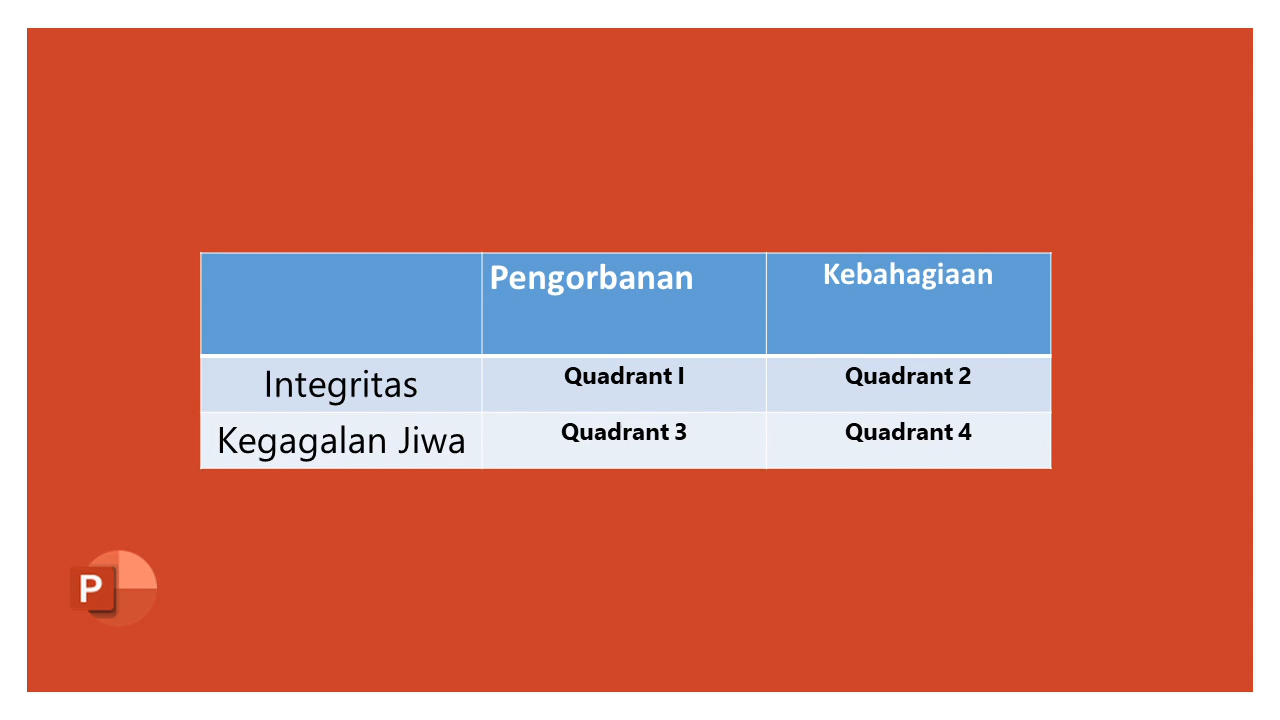 Pengorbanan Kebahagiaan
Integritas Quadrant I Quadrant 2
Kegagalan Jiwa Quadrant 3 Quadrant 4
P